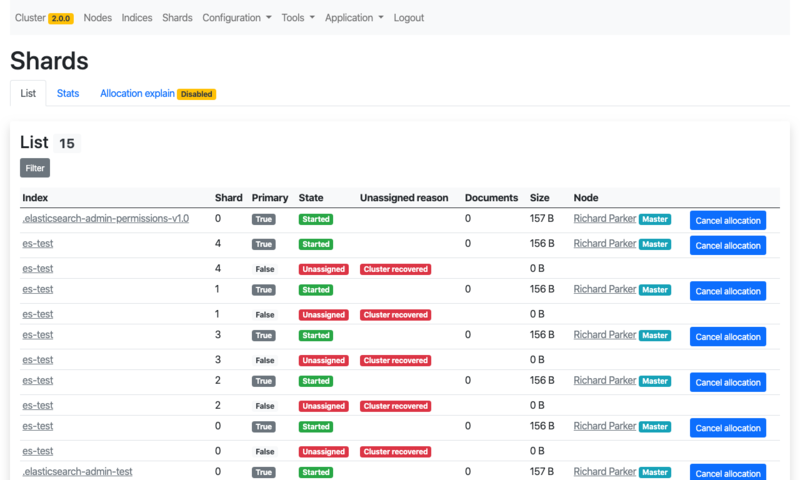 Cluster 2.0.0 Nodes Indices Shards Configuration Tools Application Logout
Shards
List Stats Allocation explain Disabled
List 15
Filter
Index Shard Primary State Unassigned reason Documents Size Node
.elasticsearch-admin-permissions-v1.0 0 True Started 0 157 B Richard Parker Master Cancel allocation
es-test 4 True Started 0 156 B Richard Parker Master Cancel allocation
es-test 4 False Unassigned Cluster recovered 0 B
es-test 1 True Started 0 156 B Richard Parker Master Cancel allocation
es-test 1 False Unassigned Cluster recovered 0 B
es-test 3 True Started 0 156 B Richard Parker Master Cancel allocation
es-test 3 False Unassigned Cluster recovered 0 B
es-test 2 True Started 0 156 B Richard Parker Master Cancel allocation
es-test 2 False Unassigned Cluster recovered 0 B
es-test 0 True Started 0 156 B Richard Parker Master Cancel allocation
es-test 0 False Unassigned Cluster recovered 0 B
.elasticsearch-admin-test 0 True Started 0 157 B Richard Parker Master Cancel allocation